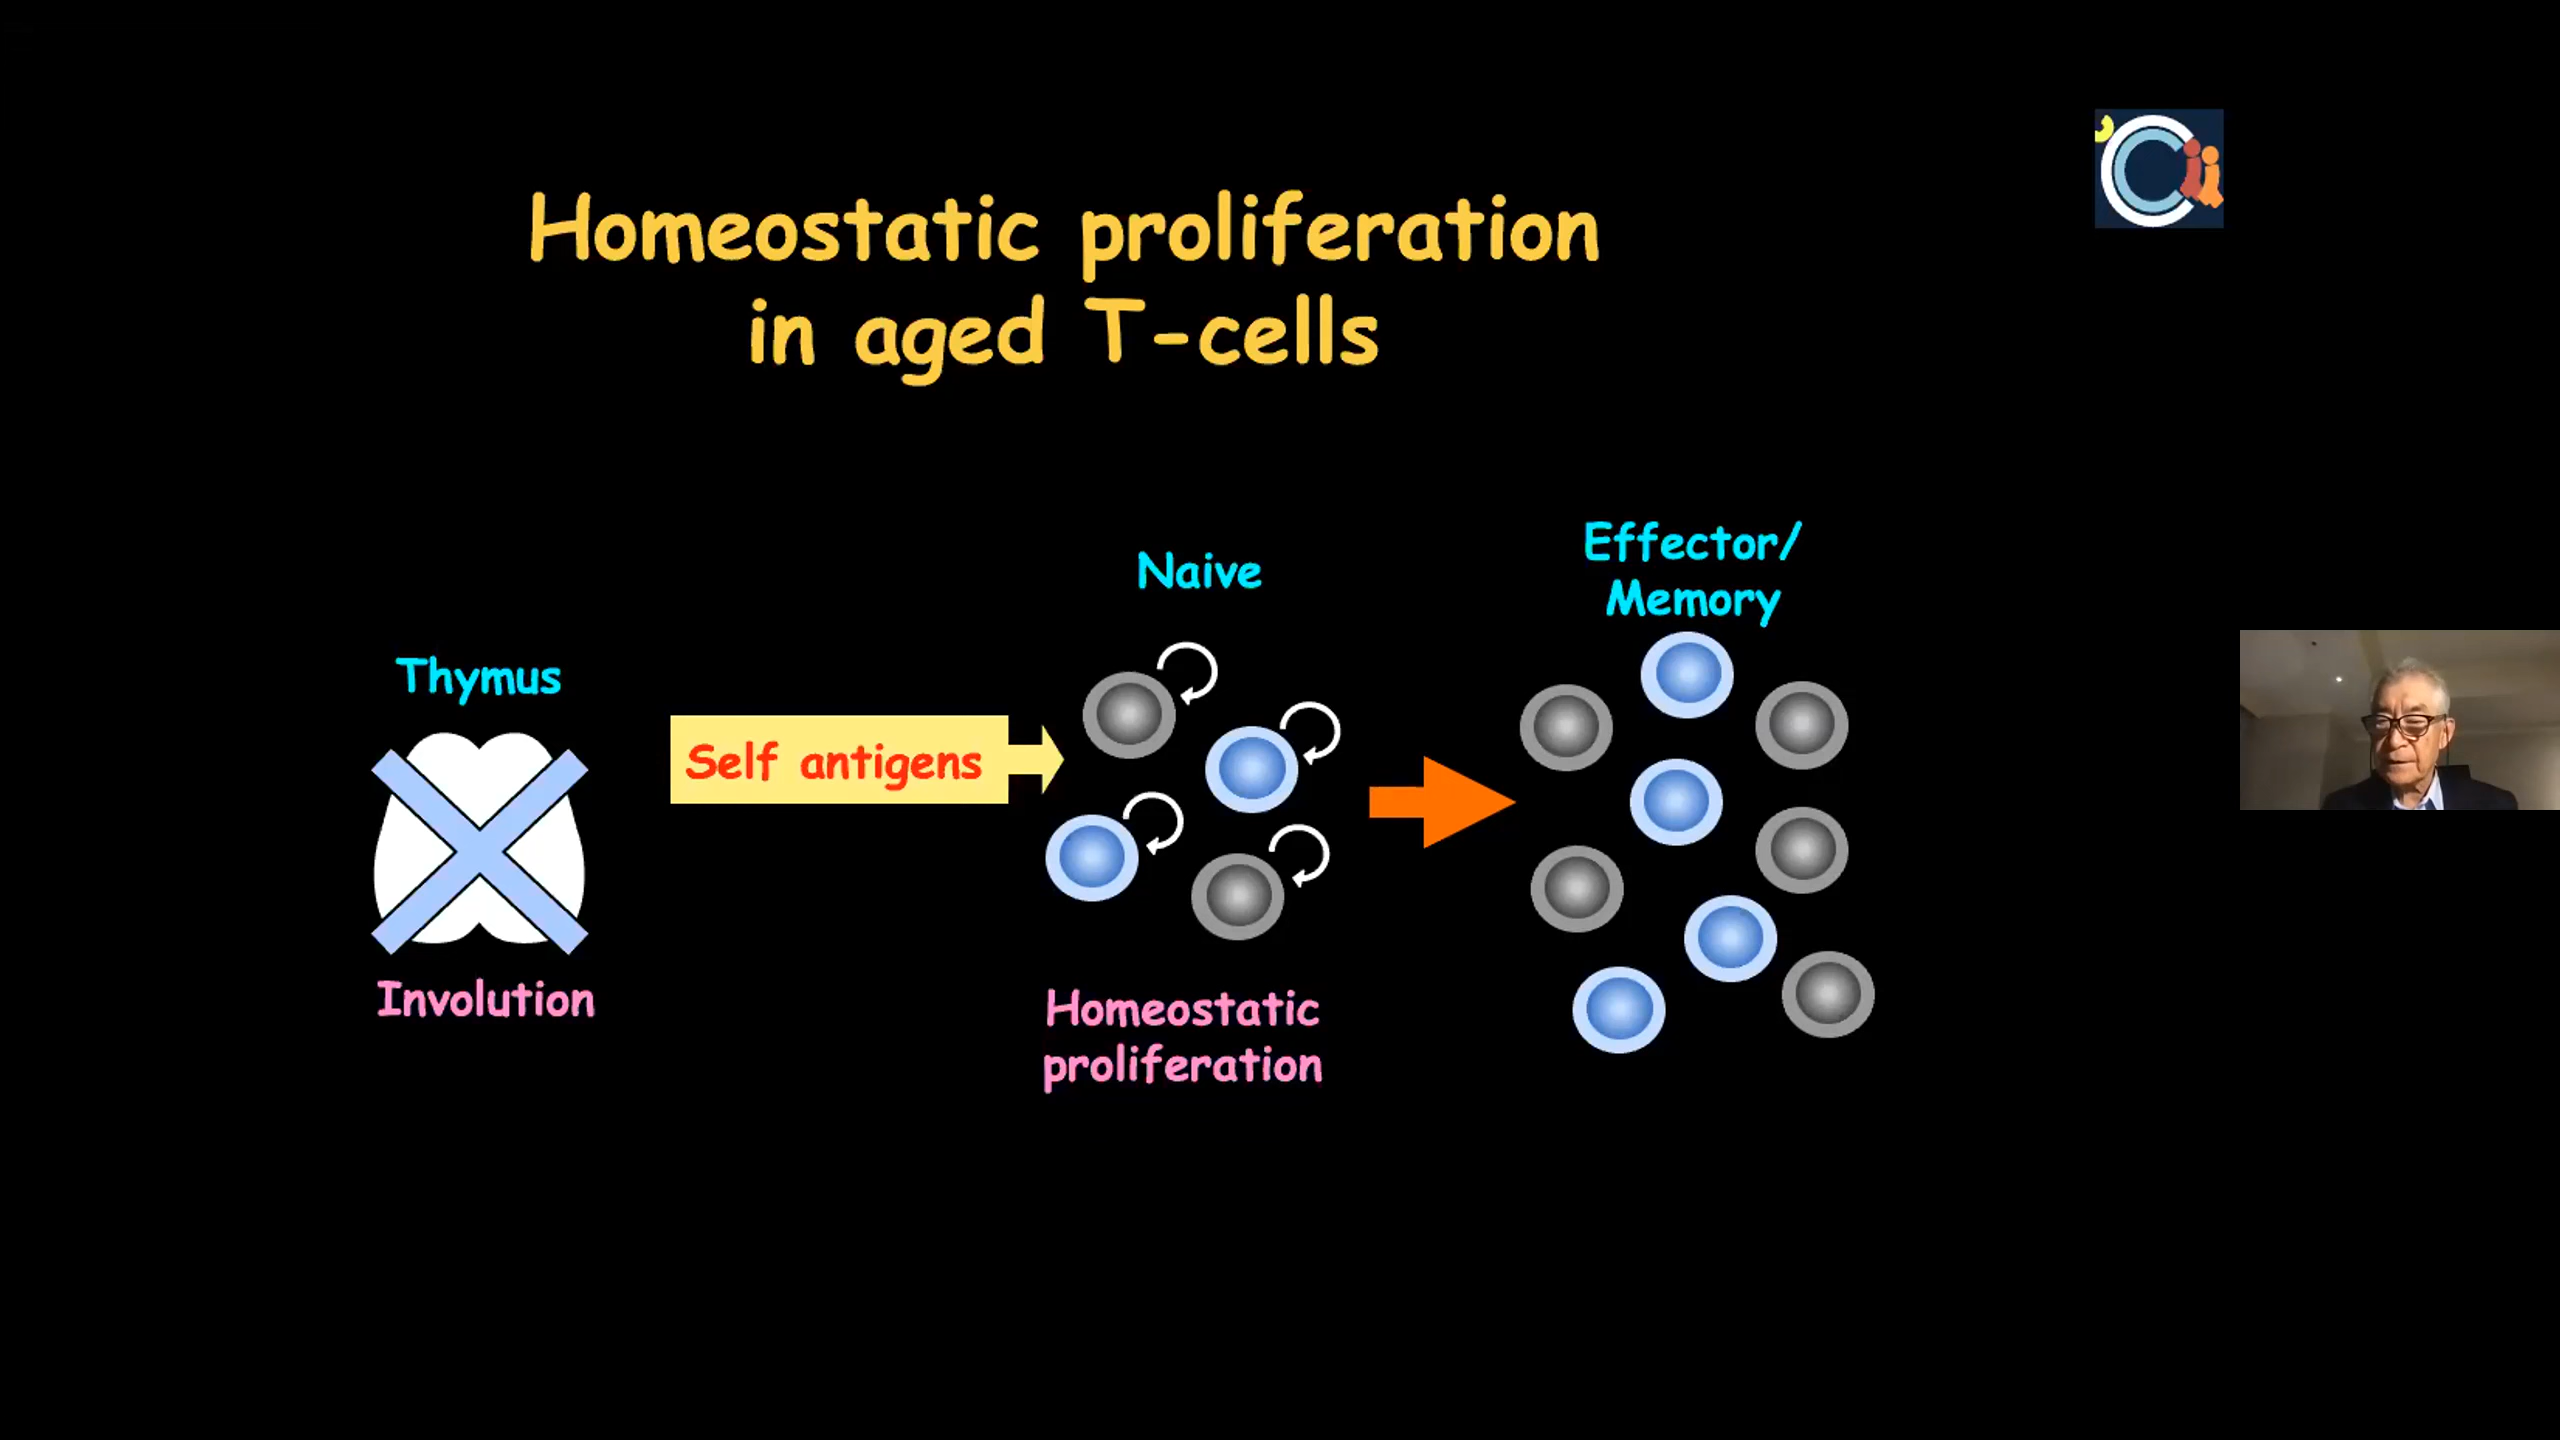 Homeostatic proliferation
in aged T-cells
Thymus
Involution
Self antigens
Naive
Homeostatic
proliferation
Effector/
Memory